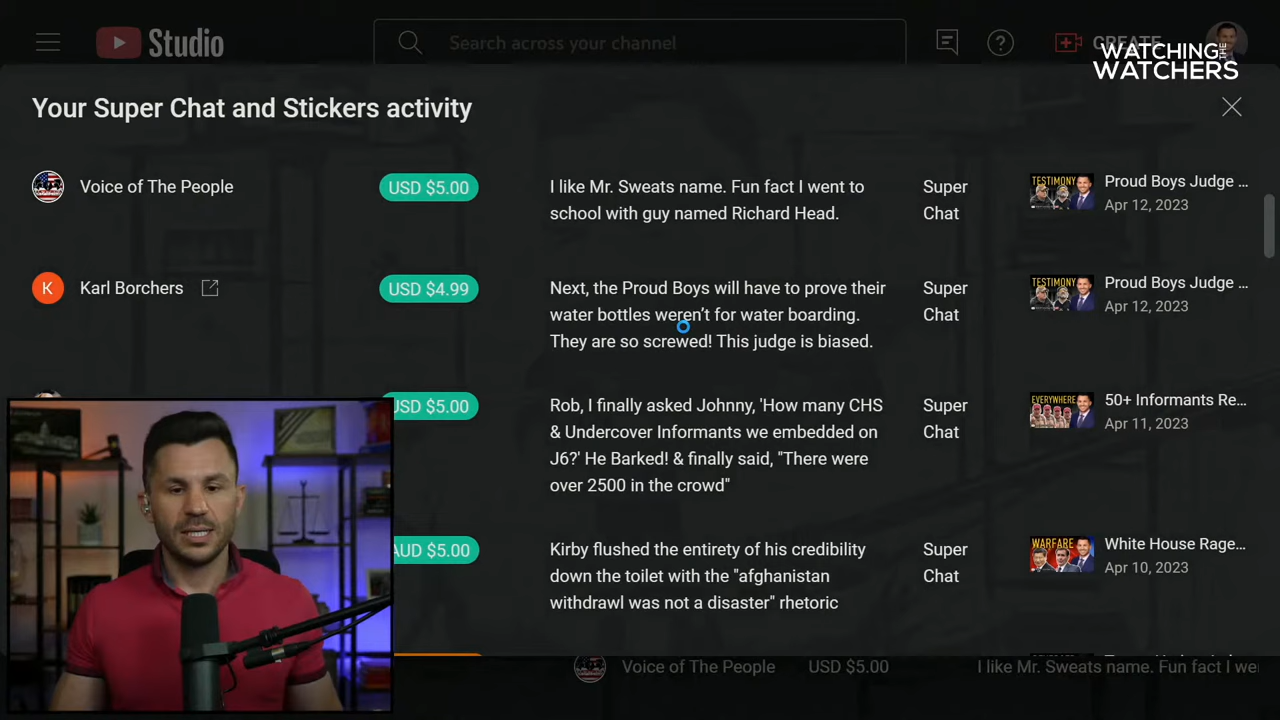 Studio
Search across your channel
CREATE
WATCHING THE
WATCHERS
Your Super Chat and Stickers activity
Voice of The People
USD $5.00
I like Mr. Sweats name. Fun fact I went to
school with guy named Richard Head.
Super
Chat
TESTIMONY
Proud Boys Judge ...
Apr 12, 2023
K
Karl Borchers
USD $4.99
Next, the Proud Boys will have to prove their
water bottles weren't for water boarding.
They are so screwed! This judge is biased.
Super
Chat
TESTIMONY
Proud Boys Judge ...
Apr 12, 2023
USD $5.00
Rob, I finally asked Johnny, 'How many CHS
& Undercover Informants we embedded on
J6?' He Barked! & finally said, "There were
over 2500 in the crowd"
Super
Chat
EVERYWHERE
50+ Informants Re...
Apr 11, 2023
AUD $5.00
Kirby flushed the entirety of his credibility
down the toilet with the "afghanistan
withdrawl was not a disaster" rhetoric
Super
Chat
WARFARE
White House Rage...
Apr 10, 2023
Voice of The People
USD $5.00
I like Mr. Sweats name. Fun fact I we